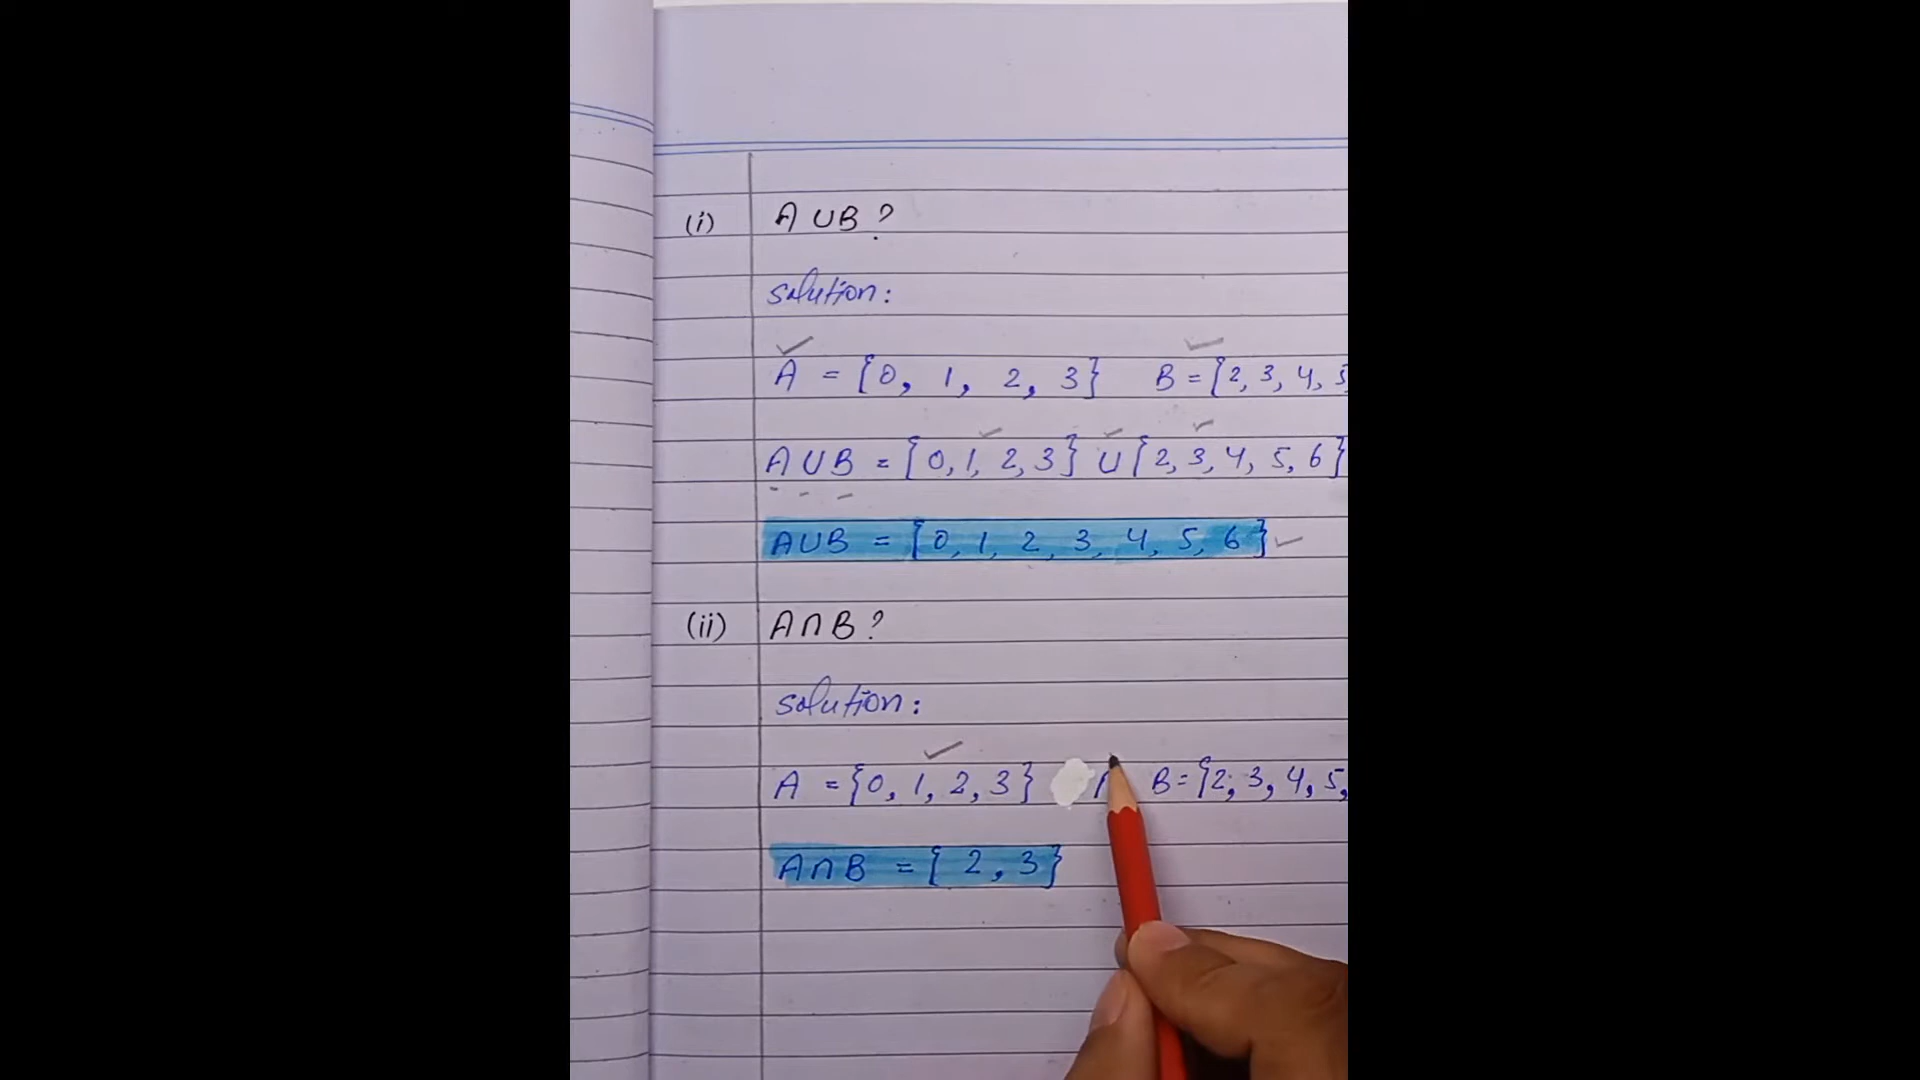 (i) A∪B?
solution:
A = {0, 1, 2, 3} B = {2, 3, 4, 5
A∪B = {0, 1, 2, 3} ∪ {2, 3, 4, 5, 6}
A∪B = {0, 1, 2, 3, 4, 5, 6}
(ii) A∩B?
solution:
A = {0, 1, 2, 3} B = {2, 3, 4, 5,
A∩B = {2, 3}